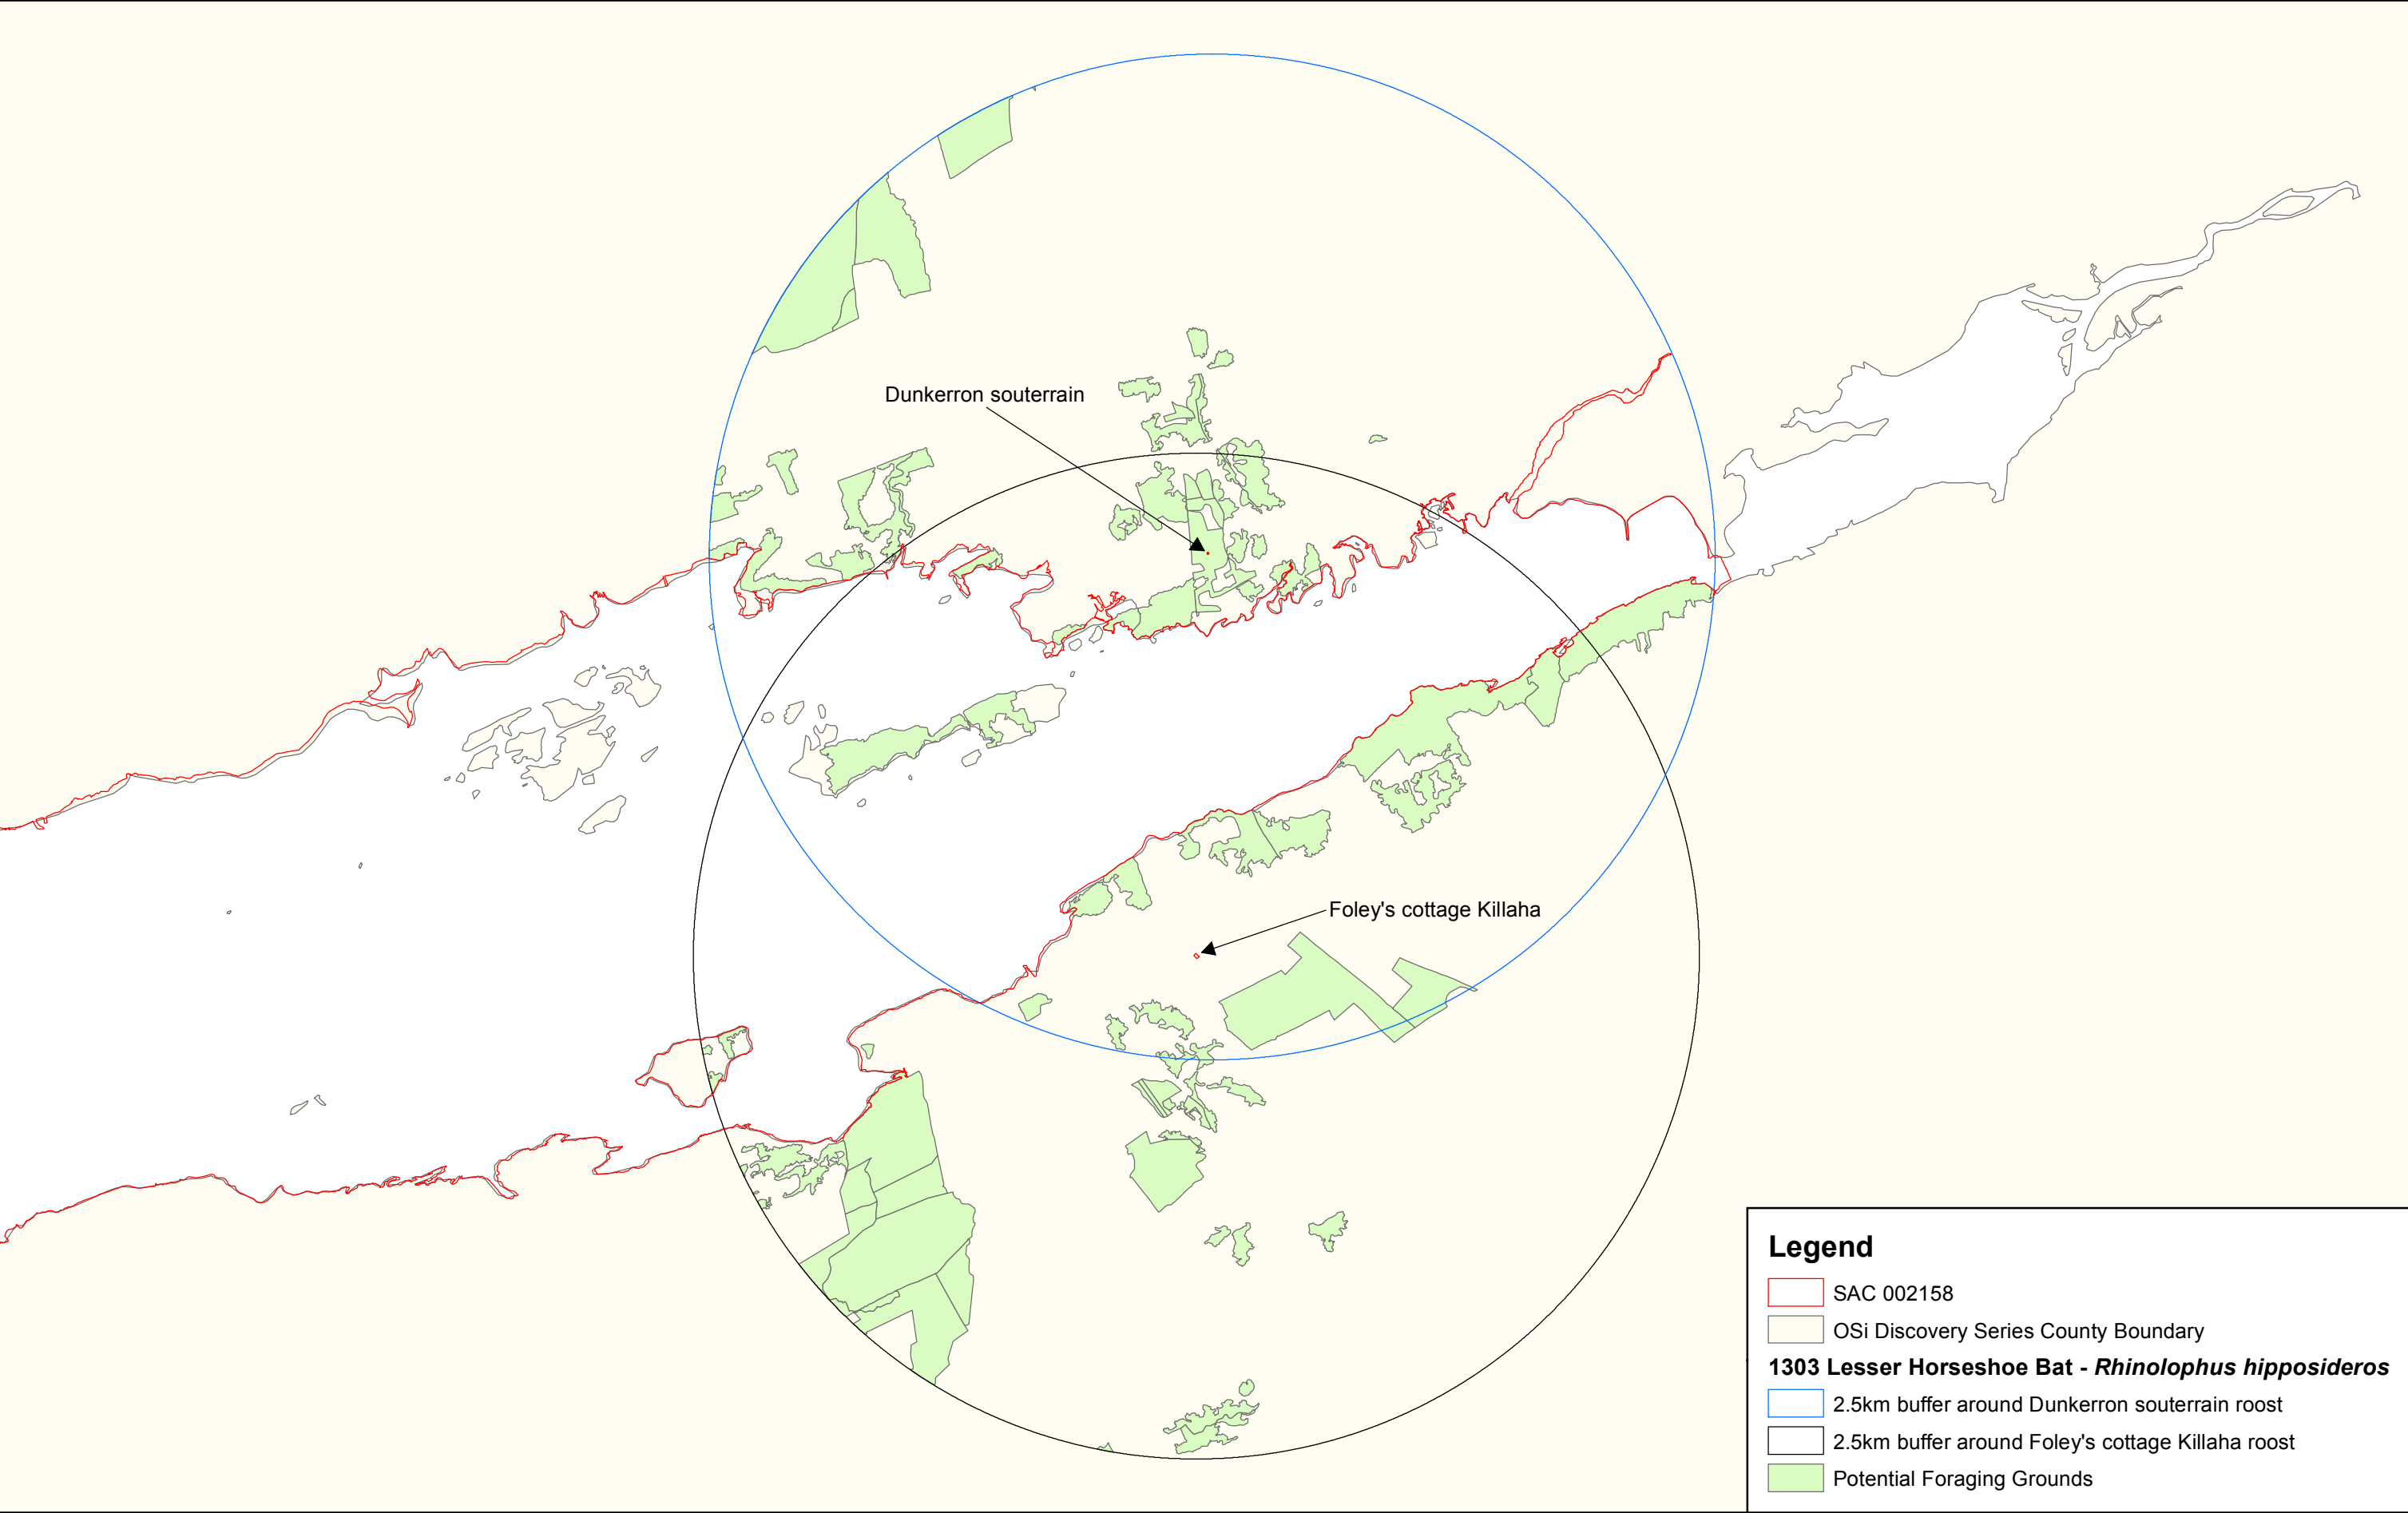 Dunkerron souterrain
Foley's cottage Killaha
Legend
SAC 002158
OSi Discovery Series County Boundary
1303 Lesser Horseshoe Bat - Rhinolophus hipposideros
2.5km buffer around Dunkerron souterrain roost
2.5km buffer around Foley's cottage Killaha roost
Potential Foraging Grounds